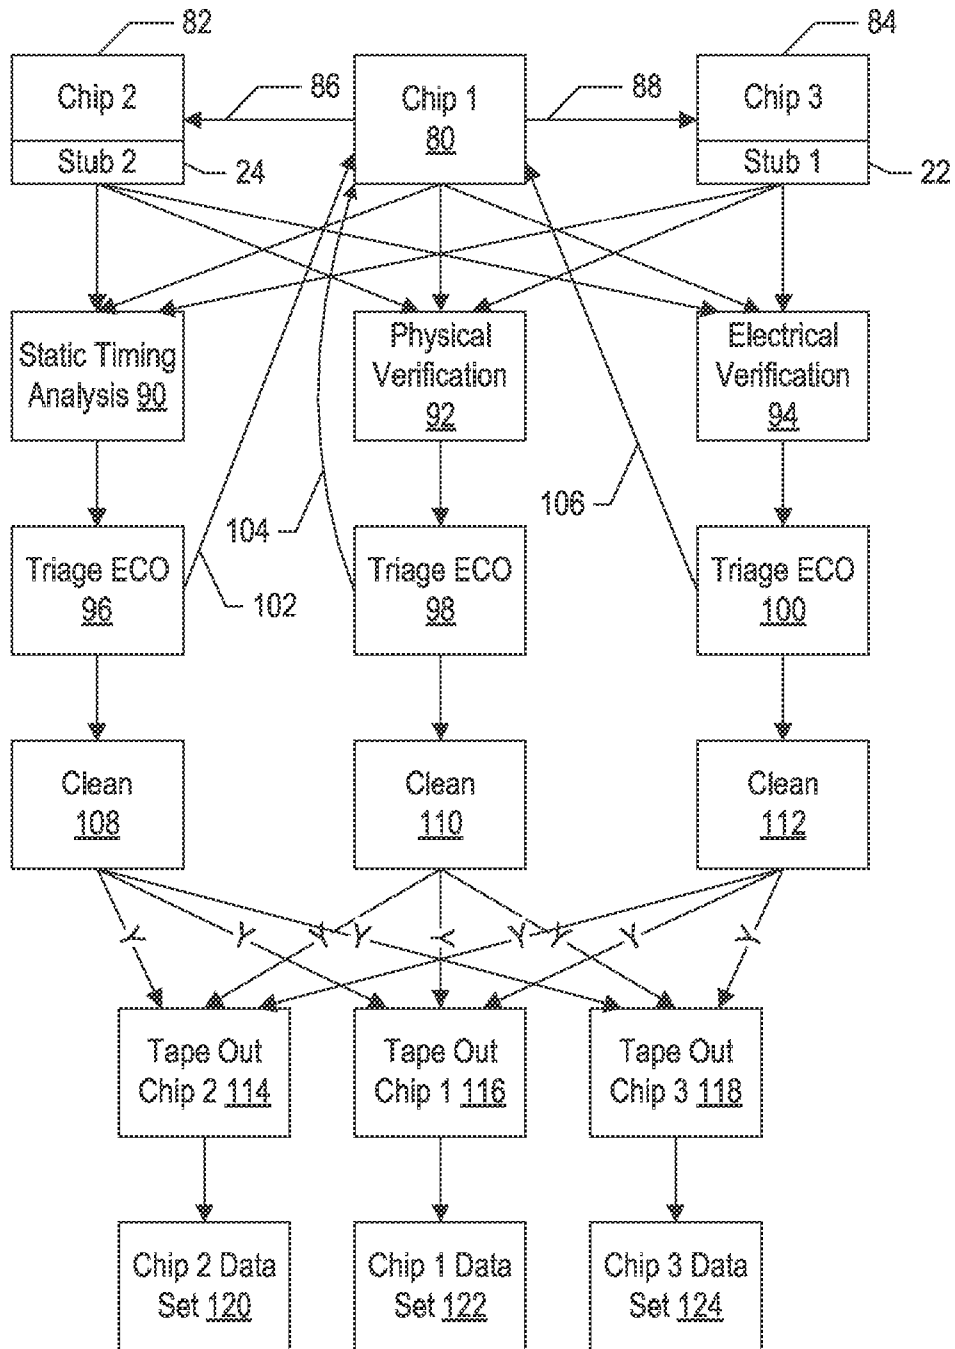 82
84
Chip 2
86
Chip 1
80
88
Chip 3
Stub 2
24
Stub 1
22
Static Timing
Analysis 90
Physical
Verification
92
Electrical
Verification
94
104
106
Triage ECO
96
102
Triage ECO
98
Triage ECO
100
Clean
108
Clean
110
Clean
112
Y
Y
Y
Y
Y
Y
Y
Y
Y
Tape Out
Chip 2 114
Tape Out
Chip 1 116
Tape Out
Chip 3 118
Chip 2 Data
Set 120
Chip 1 Data
Set 122
Chip 3 Data
Set 124